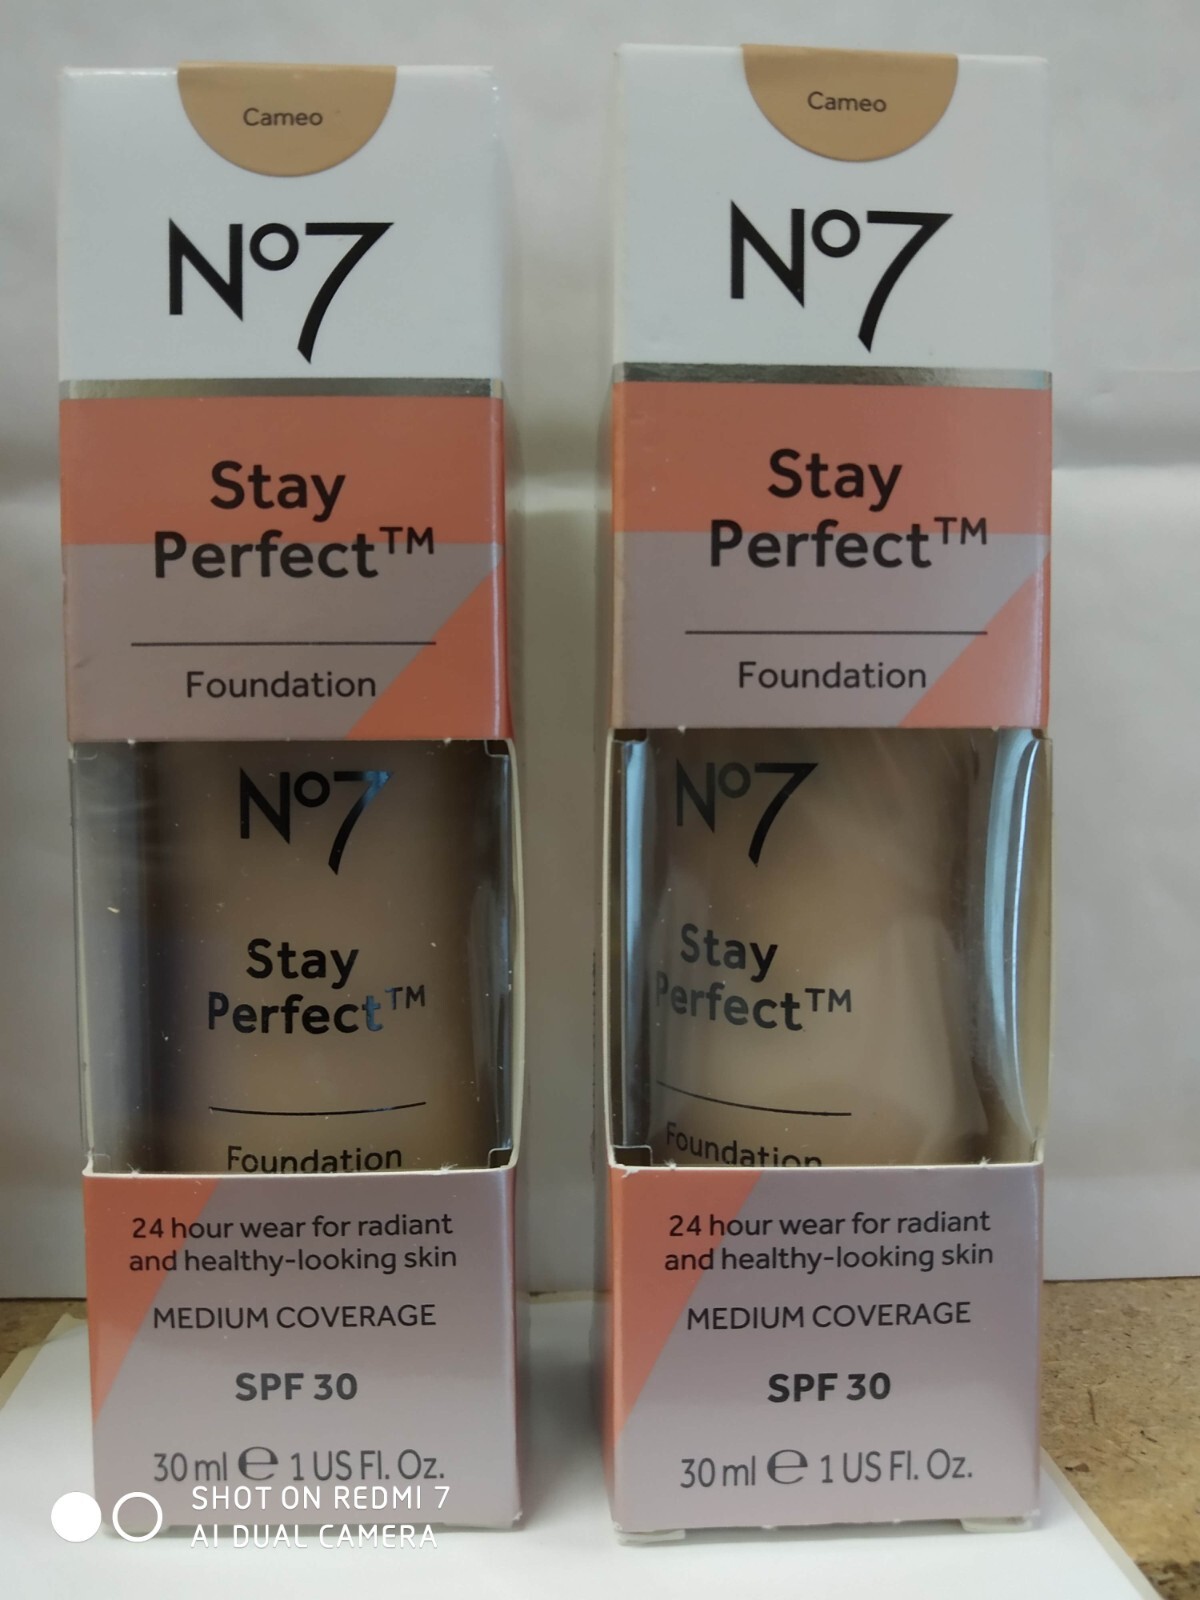 Cameo
No7
Stay
Perfect™
Foundation
No7
Stay
Perfect™
Foundation
24 hour wear for radiant
and healthy-looking skin
MEDIUM COVERAGE
SPF 30
30 ml ℮ 1 US Fl. Oz.
Cameo
No7
Stay
Perfect™
Foundation
No7
Stay
Perfect™
Foundation
24 hour wear for radiant
and healthy-looking skin
MEDIUM COVERAGE
SPF 30
30 ml ℮ 1 US Fl. Oz.
SHOT ON REDMI 7
AI DUAL CAMERA